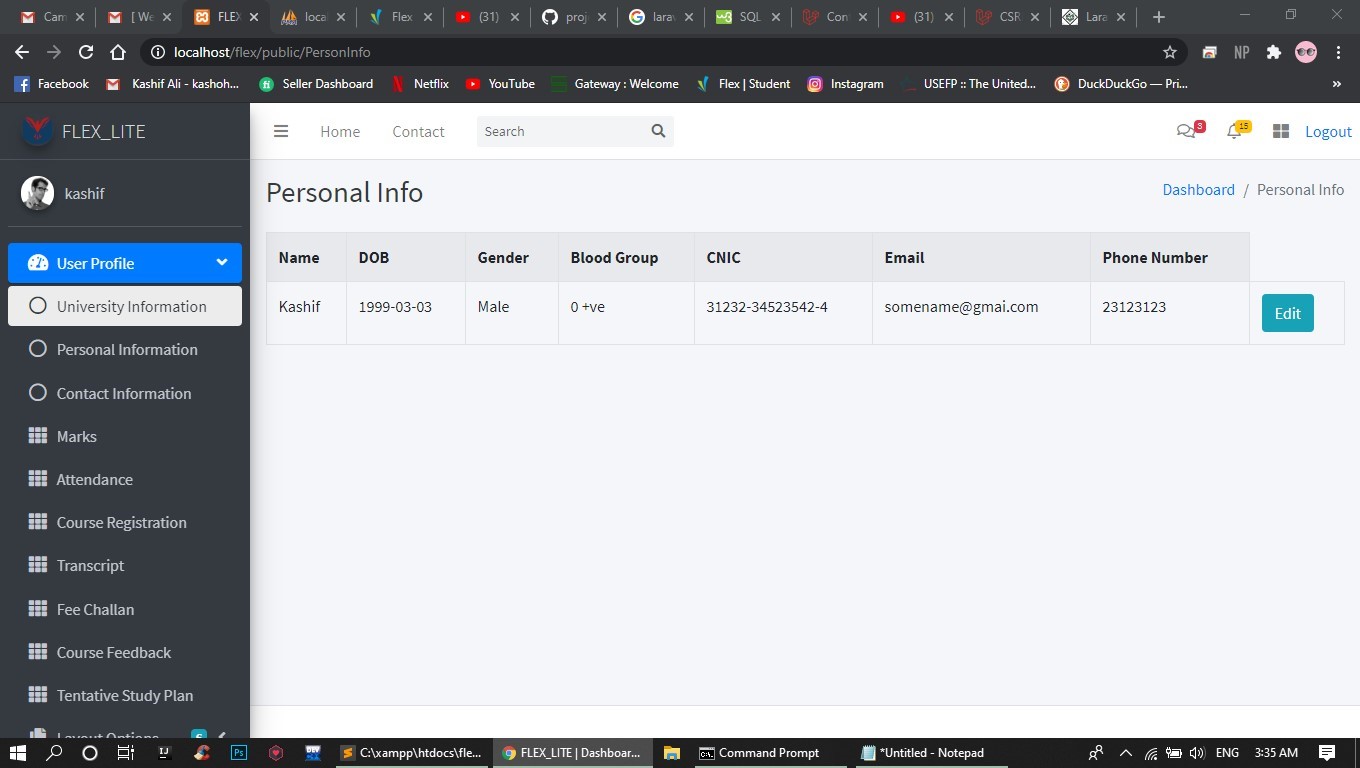 Cam
[ We
FLEX
loca
Flex
(31)
proj
lara
SQL
Con
(31)
CSR
Lara
localhost/flex/public/PersonInfo
NP
Facebook
Kashif Ali - kashoh...
Seller Dashboard
Netflix
YouTube
Gateway : Welcome
Flex | Student
Instagram
USEFP :: The United...
DuckDuckGo — Pri...
»
FLEX_LITE
Home
Contact
Search
3
15
Logout
kashif
Personal Info
Dashboard / Personal Info
User Profile
University Information
Personal Information
Contact Information
Marks
Attendance
Course Registration
Transcript
Fee Challan
Course Feedback
Tentative Study Plan
Layout Options
6
Name DOB Gender Blood Group CNIC Email Phone Number
Kashif 1999-03-03 Male 0 +ve 31232-34523542-4 somename@gmai.com 23123123 Edit
IJ
Ps
C:\xampp\htdocs\fle...
FLEX_LITE | Dashboar...
Command Prompt
*Untitled - Notepad
ENG
3:35 AM